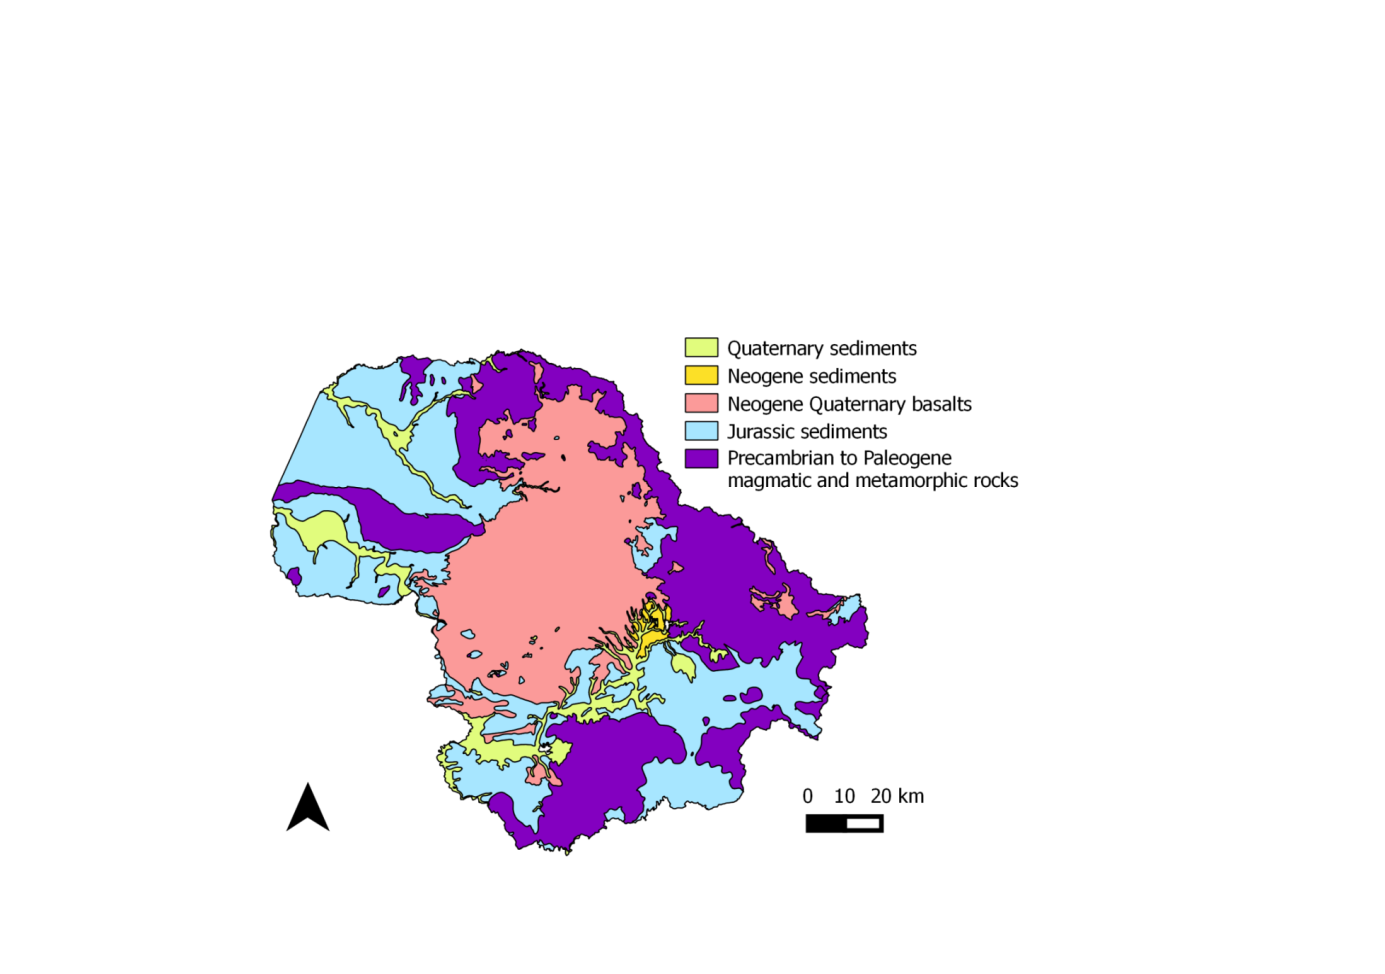 Quaternary sediments
Neogene sediments
Neogene Quaternary basalts
Jurassic sediments
Precambrian to Paleogene
magmatic and metamorphic rocks
0 10 20 km